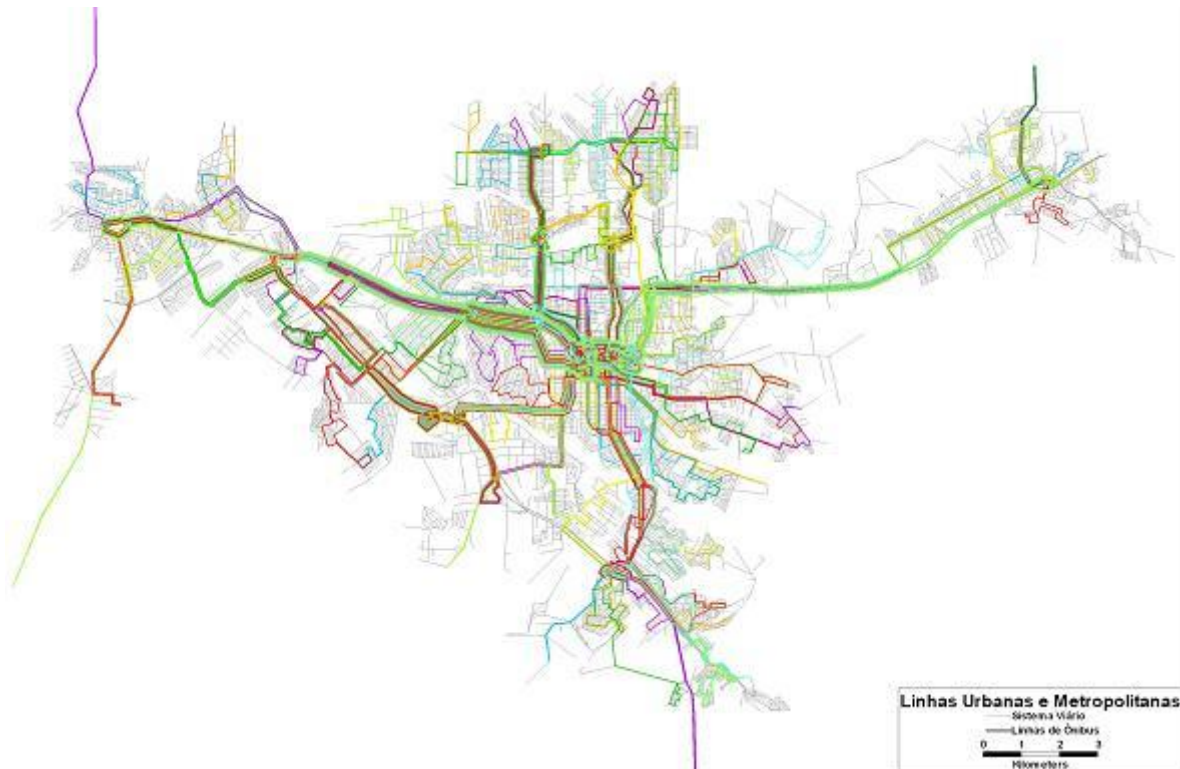 Linhas Urbanas e Metropolitanas
Sistema Viário
Linhas de Ônibus
0 1 2 3
Kilometers